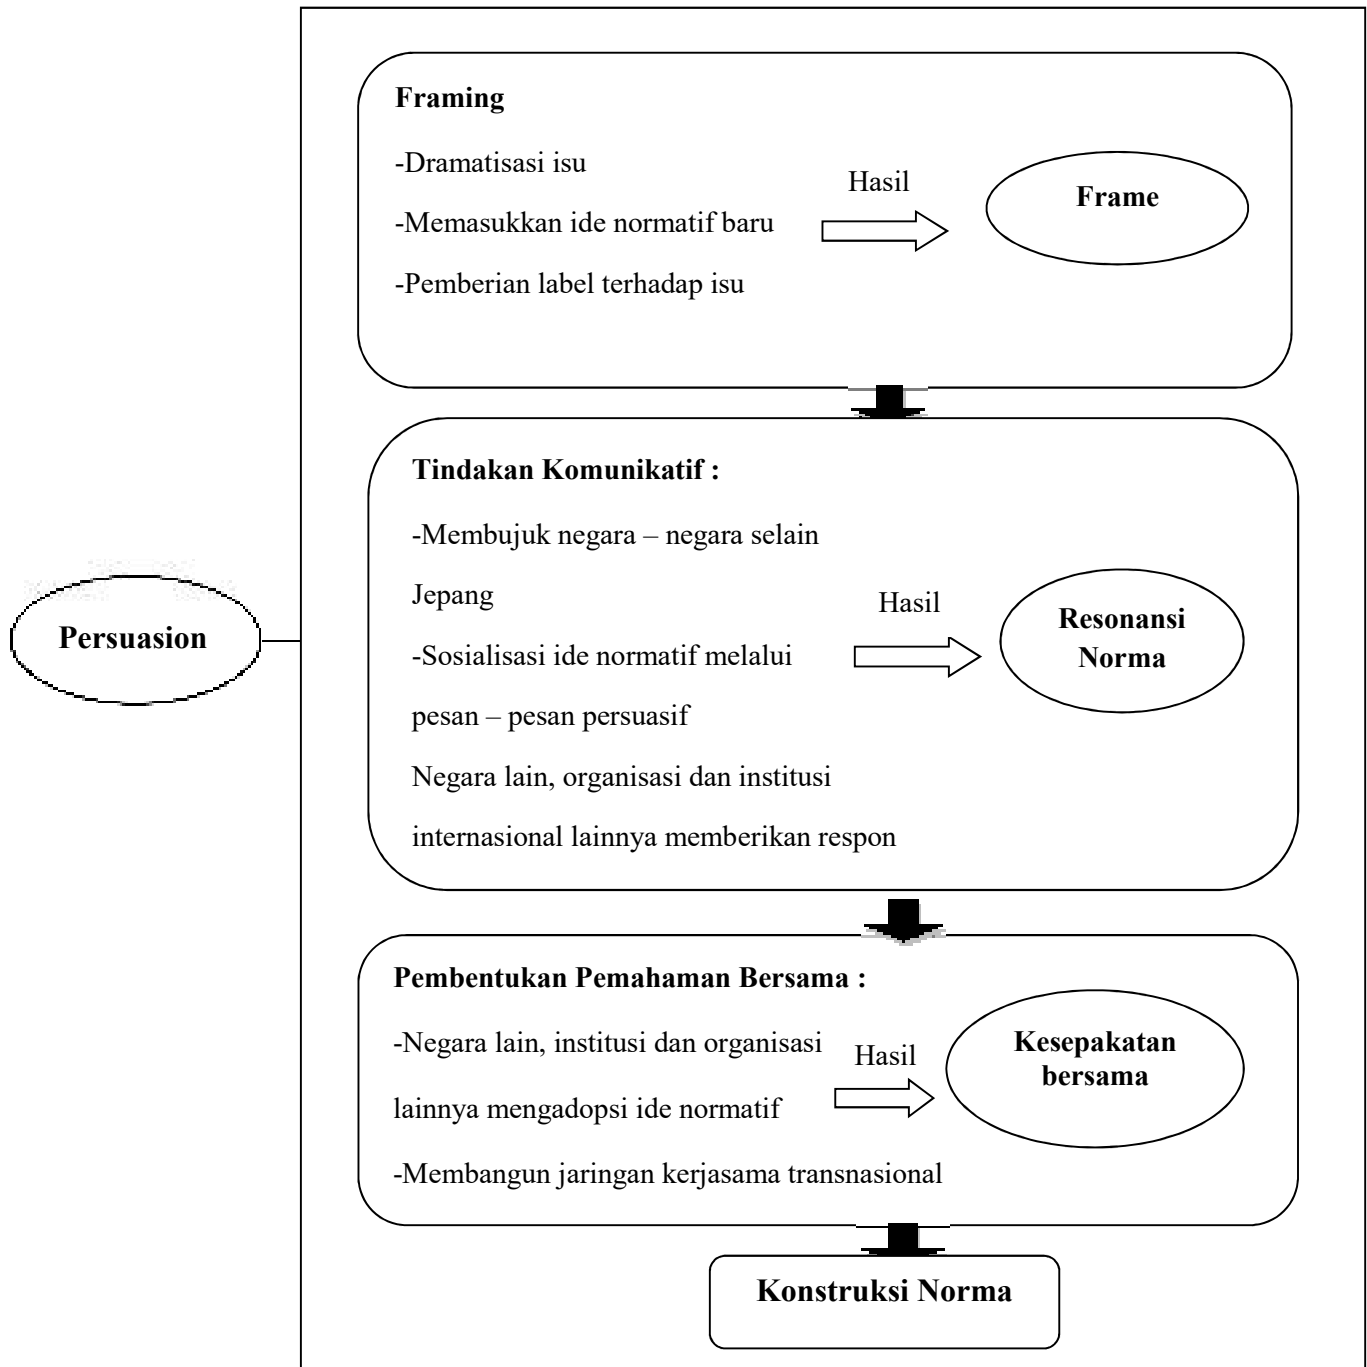 Framing
-Dramatisasi isu
-Memasukkan ide normatif baru
-Pemberian label terhadap isu
Hasil
Frame
Tindakan Komunikatif :
-Membujuk negara – negara selain
Jepang
-Sosialisasi ide normatif melalui
pesan – pesan persuasif
Negara lain, organisasi dan institusi
internasional lainnya memberikan respon
Hasil
Resonansi
Norma
Persuasion
Pembentukan Pemahaman Bersama :
-Negara lain, institusi dan organisasi
lainnya mengadopsi ide normatif
-Membangun jaringan kerjasama transnasional
Hasil
Kesepakatan
bersama
Konstruksi Norma